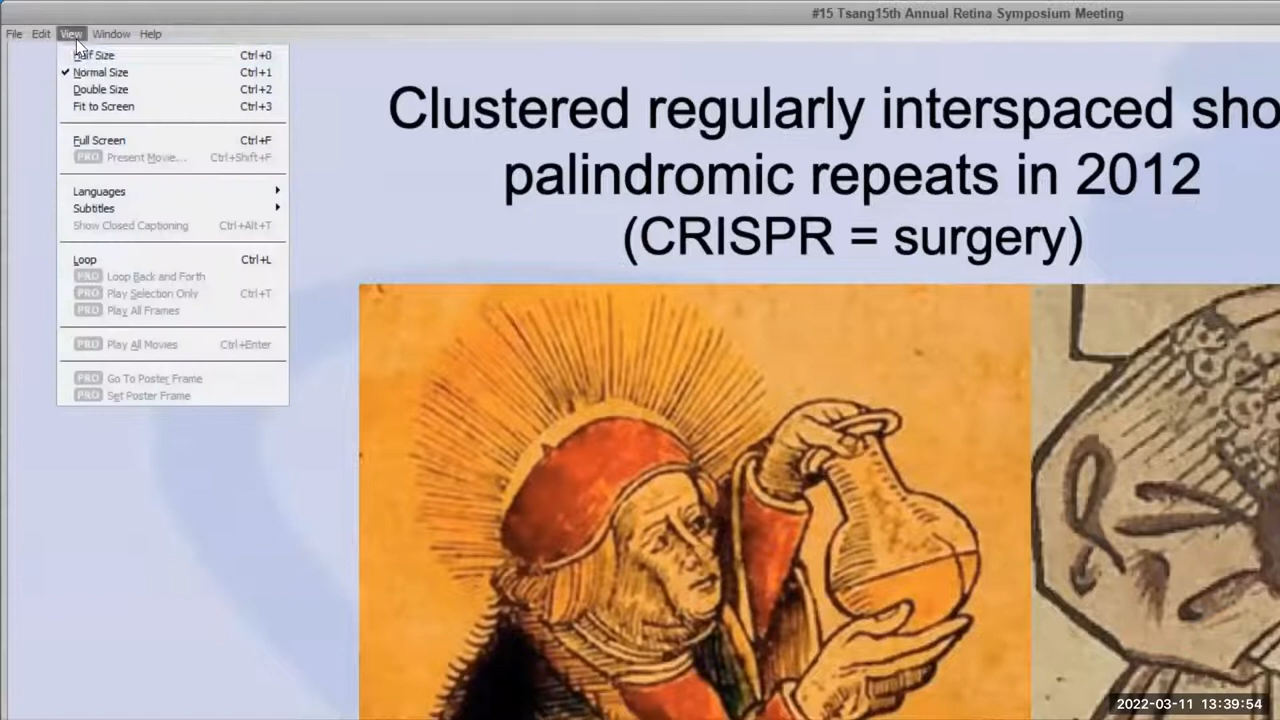 #15 Tsang15th Annual Retina Symposium Meeting
File Edit View Window Help
Half Size Ctrl+0
Normal Size Ctrl+1
Double Size Ctrl+2
Fit to Screen Ctrl+3
Full Screen Ctrl+F
PRO Present Movie... Ctrl+Shift+F
Languages
Subtitles
Show Closed Captioning Ctrl+Alt+T
Loop Ctrl+L
PRO Loop Back and Forth
PRO Play Selection Only Ctrl+T
PRO Play All Frames
PRO Play All Movies Ctrl+Enter
PRO Go To Poster Frame
PRO Set Poster Frame
Clustered regularly interspaced sho
palindromic repeats in 2012
(CRISPR = surgery)
2022-03-11 13:39:54